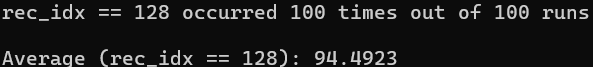 rec_idx == 128 occurred 100 times out of 100 runs
Average (rec_idx == 128): 94.4923